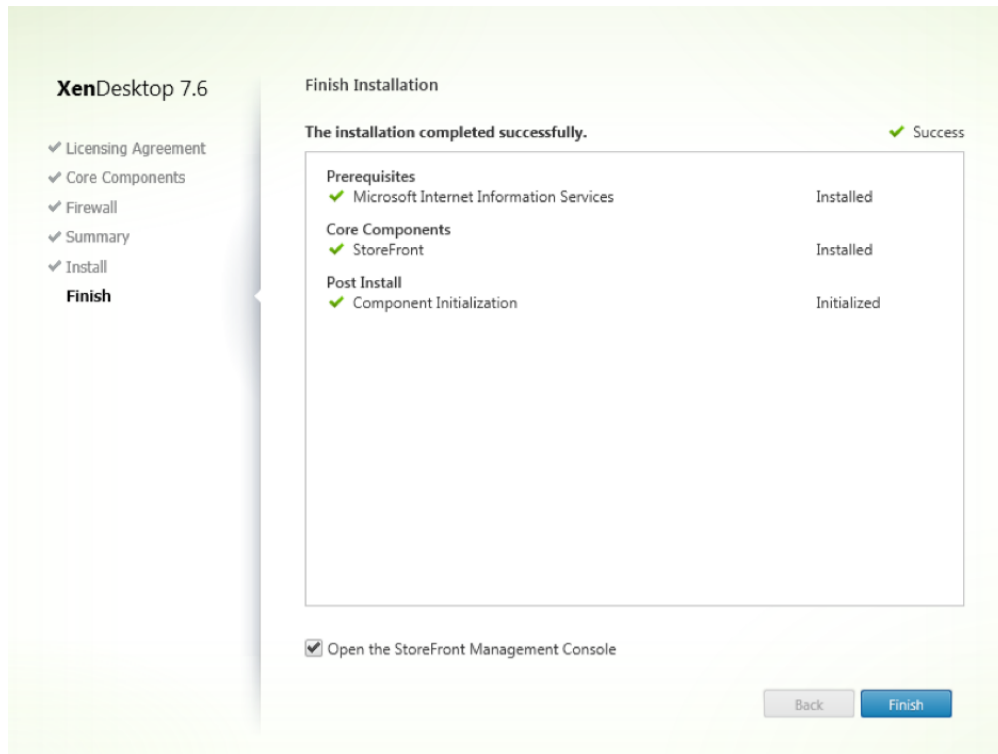 XenDesktop 7.6
Licensing Agreement
Core Components
Firewall
Summary
Install
Finish
Finish Installation
The installation completed successfully.
Success
Prerequisites
Microsoft Internet Information Services Installed
Core Components
StoreFront Installed
Post Install
Component Initialization Initialized
Open the StoreFront Management Console
Back Finish